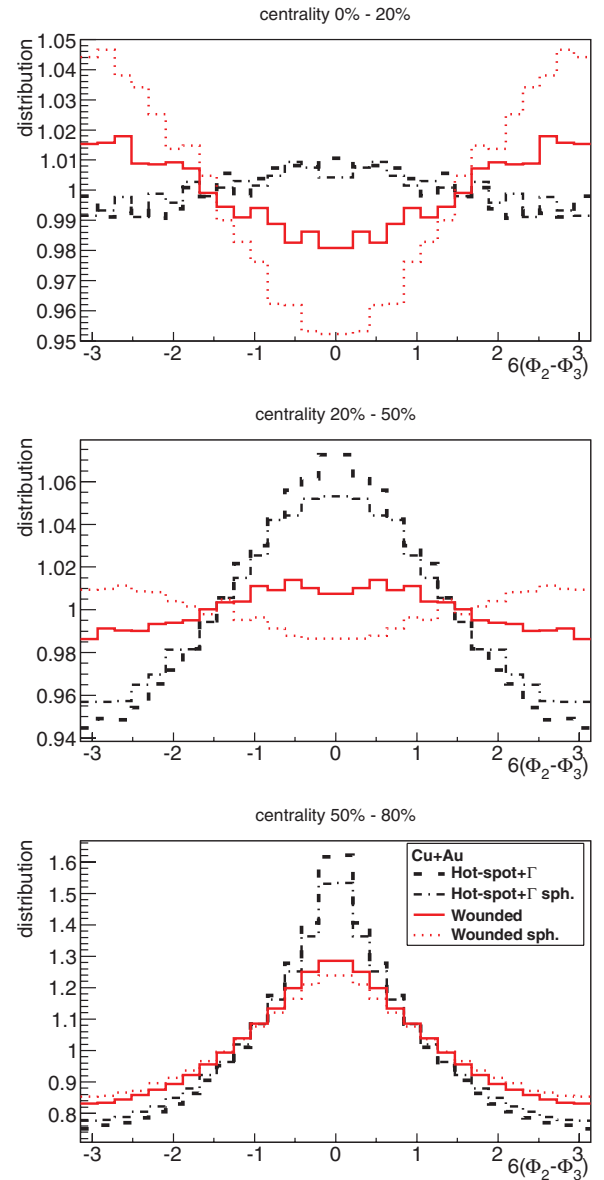 centrality 0% - 20%
distribution
1.05
1.04
1.03
1.02
1.01
1
0.99
0.98
0.97
0.96
0.95
-3 -2 -1 0 1 2 3
6(Φ₂-Φ₃)
centrality 20% - 50%
distribution
1.06
1.04
1.02
1
0.98
0.96
0.94
-3 -2 -1 0 1 2 3
6(Φ₂-Φ₃)
centrality 50% - 80%
distribution
1.6
1.5
1.4
1.3
1.2
1.1
1
0.9
0.8
Cu+Au
Hot-spot+Γ
Hot-spot+Γ sph.
Wounded
Wounded sph.
-3 -2 -1 0 1 2 3
6(Φ₂-Φ₃)